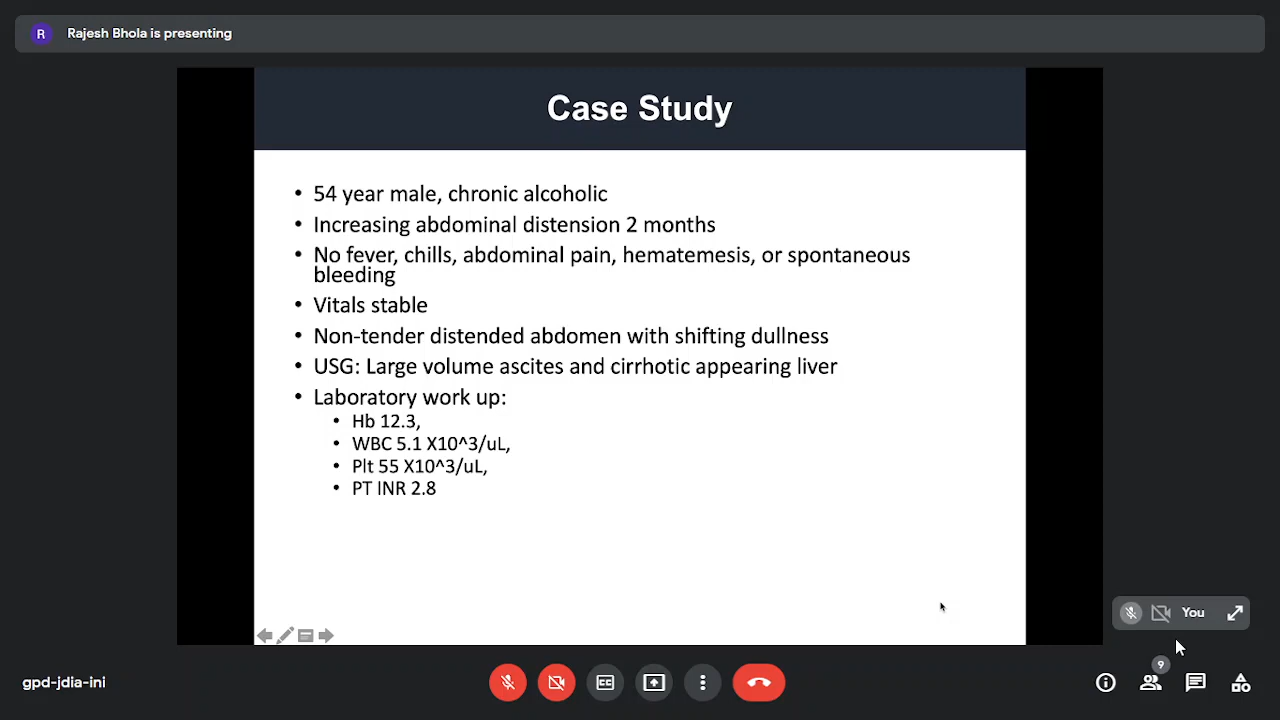 R Rajesh Bhola is presenting
Case Study
• 54 year male, chronic alcoholic
• Increasing abdominal distension 2 months
• No fever, chills, abdominal pain, hematemesis, or spontaneous
bleeding
• Vitals stable
• Non-tender distended abdomen with shifting dullness
• USG: Large volume ascites and cirrhotic appearing liver
• Laboratory work up:
• Hb 12.3,
• WBC 5.1 X10^3/uL,
• Plt 55 X10^3/uL,
• PT INR 2.8
You
9
gpd-jdia-ini
CC